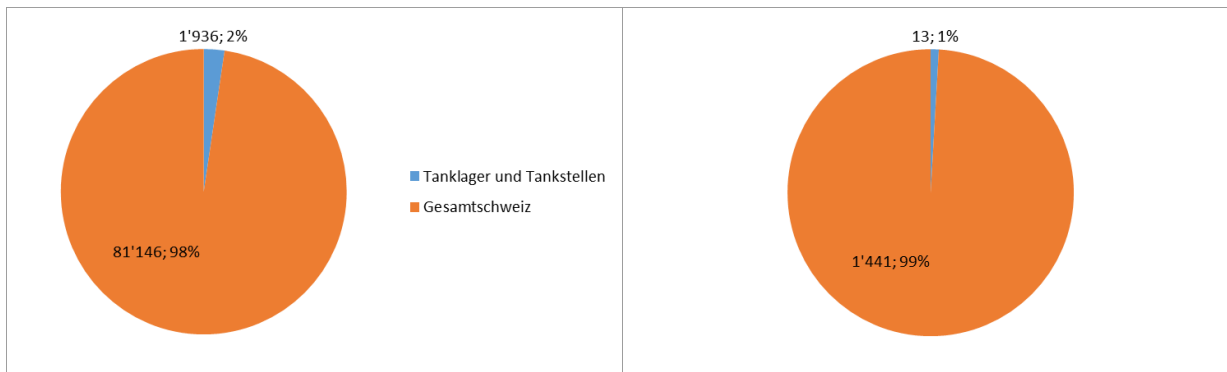 1'936; 2%
Tanklager und Tankstellen
Gesamtschweiz
81'146; 98%
13; 1%
1'441; 99%